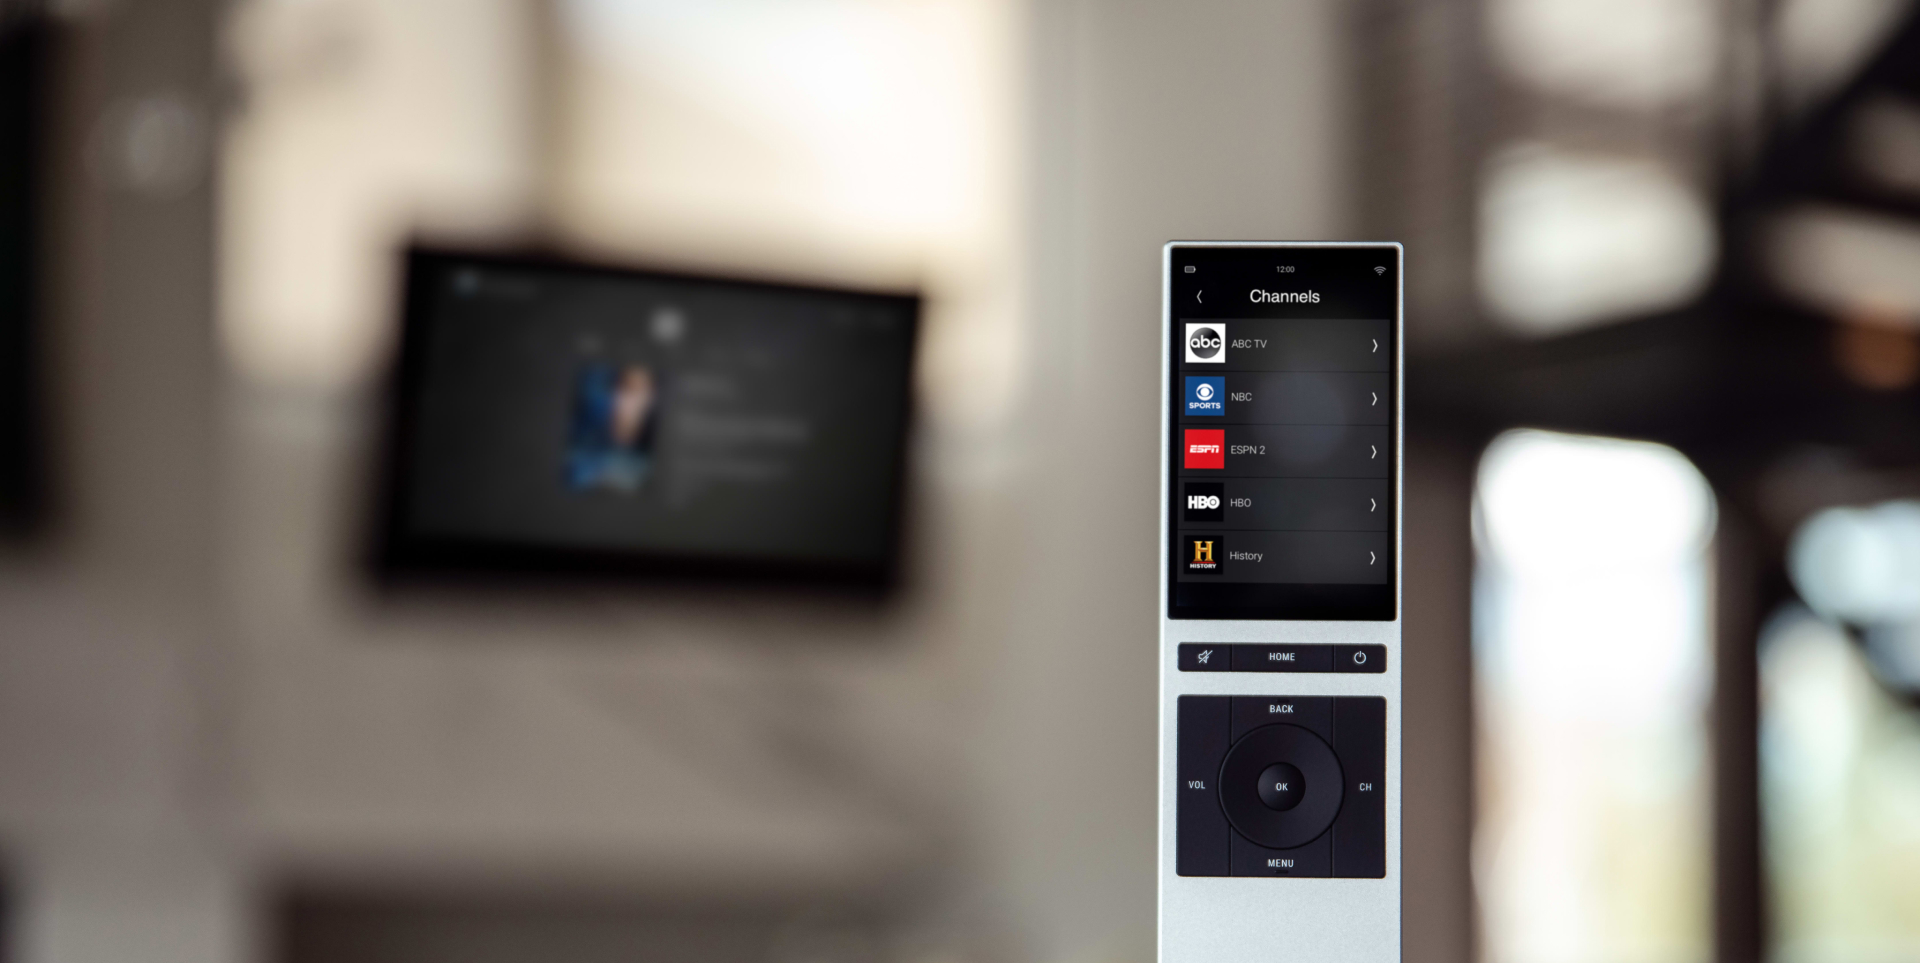 12:00
Channels
abc
ABC TV
SPORTS
NBC
ESPN
ESPN 2
HBO
HBO
H
HISTORY
History
HOME
BACK
VOL
OK
CH
MENU